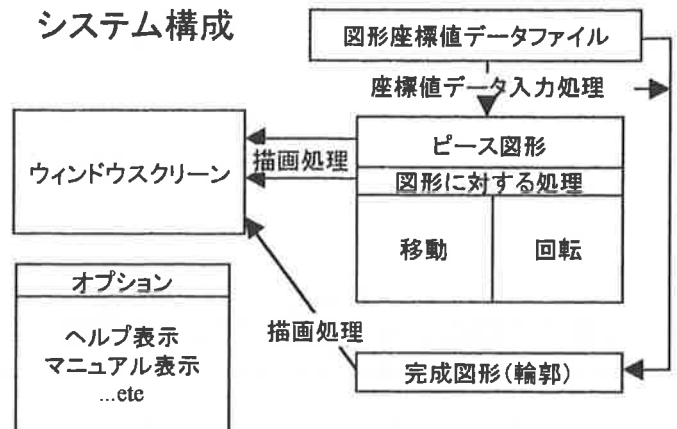 システム構成
図形座標値データファイル
座標値データ入力処理
ピース図形
図形に対する処理
移動
回転
ウィンドウスクリーン
描画処理
オプション
ヘルプ表示
マニュアル表示
...etc
描画処理
完成図形(輪郭)